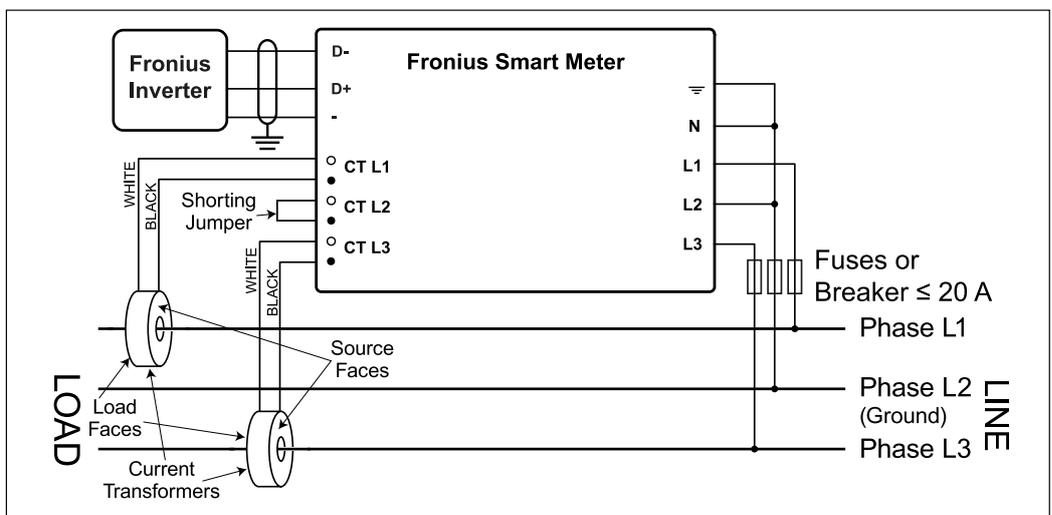 Fronius
Inverter
D-
D+
-
Fronius Smart Meter
N
L1
L2
L3
CT L1
CT L2
CT L3
WHITE
BLACK
Shorting
Jumper
WHITE
BLACK
Fuses or
Breaker ≤ 20 A
Phase L1
Source
Faces
Phase L2
(Ground)
Phase L3
LOAD
LINE
Load
Faces
Current
Transformers